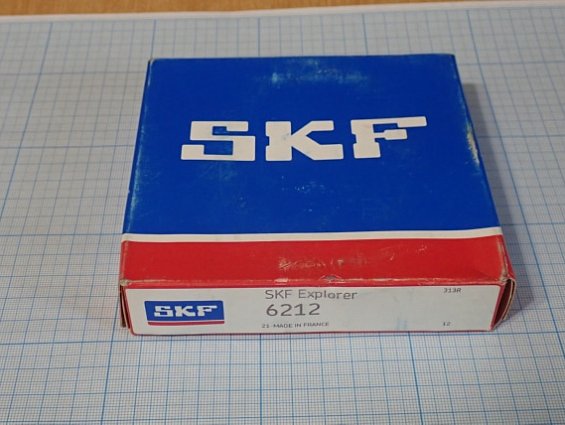 SKF
SKF Explorer
313R
SKF
6212
21-MADE IN FRANCE
12